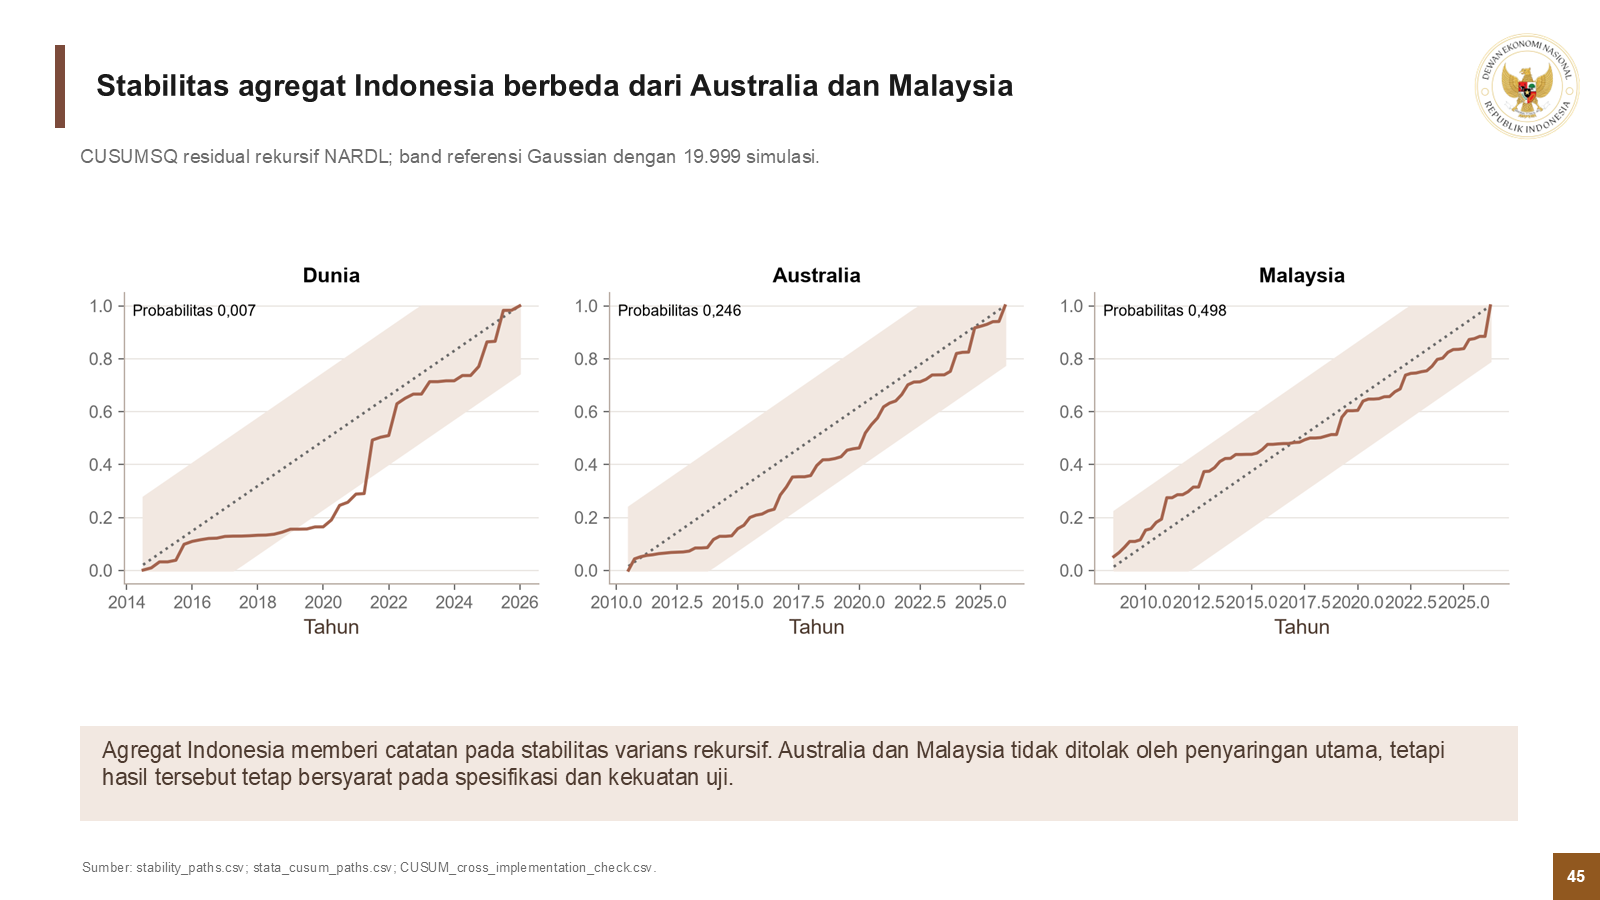 Stabilitas agregat Indonesia berbeda dari Australia dan Malaysia
DEWAN EKONOMI NASIONAL
REPUBLIK INDONESIA
CUSUMSQ residual rekursif NARDL; band referensi Gaussian dengan 19.999 simulasi.
Dunia
Probabilitas 0,007
1.0
0.8
0.6
0.4
0.2
0.0
2014 2016 2018 2020 2022 2024 2026
Tahun
Australia
Probabilitas 0,246
1.0
0.8
0.6
0.4
0.2
0.0
2010.0 2012.5 2015.0 2017.5 2020.0 2022.5 2025.0
Tahun
Malaysia
Probabilitas 0,498
1.0
0.8
0.6
0.4
0.2
0.0
2010.0 2012.5 2015.0 2017.5 2020.0 2022.5 2025.0
Tahun
Agregat Indonesia memberi catatan pada stabilitas varians rekursif. Australia dan Malaysia tidak ditolak oleh penyaringan utama, tetapi
hasil tersebut tetap bersyarat pada spesifikasi dan kekuatan uji.
Sumber: stability_paths.csv; stata_cusum_paths.csv; CUSUM_cross_implementation_check.csv.
45